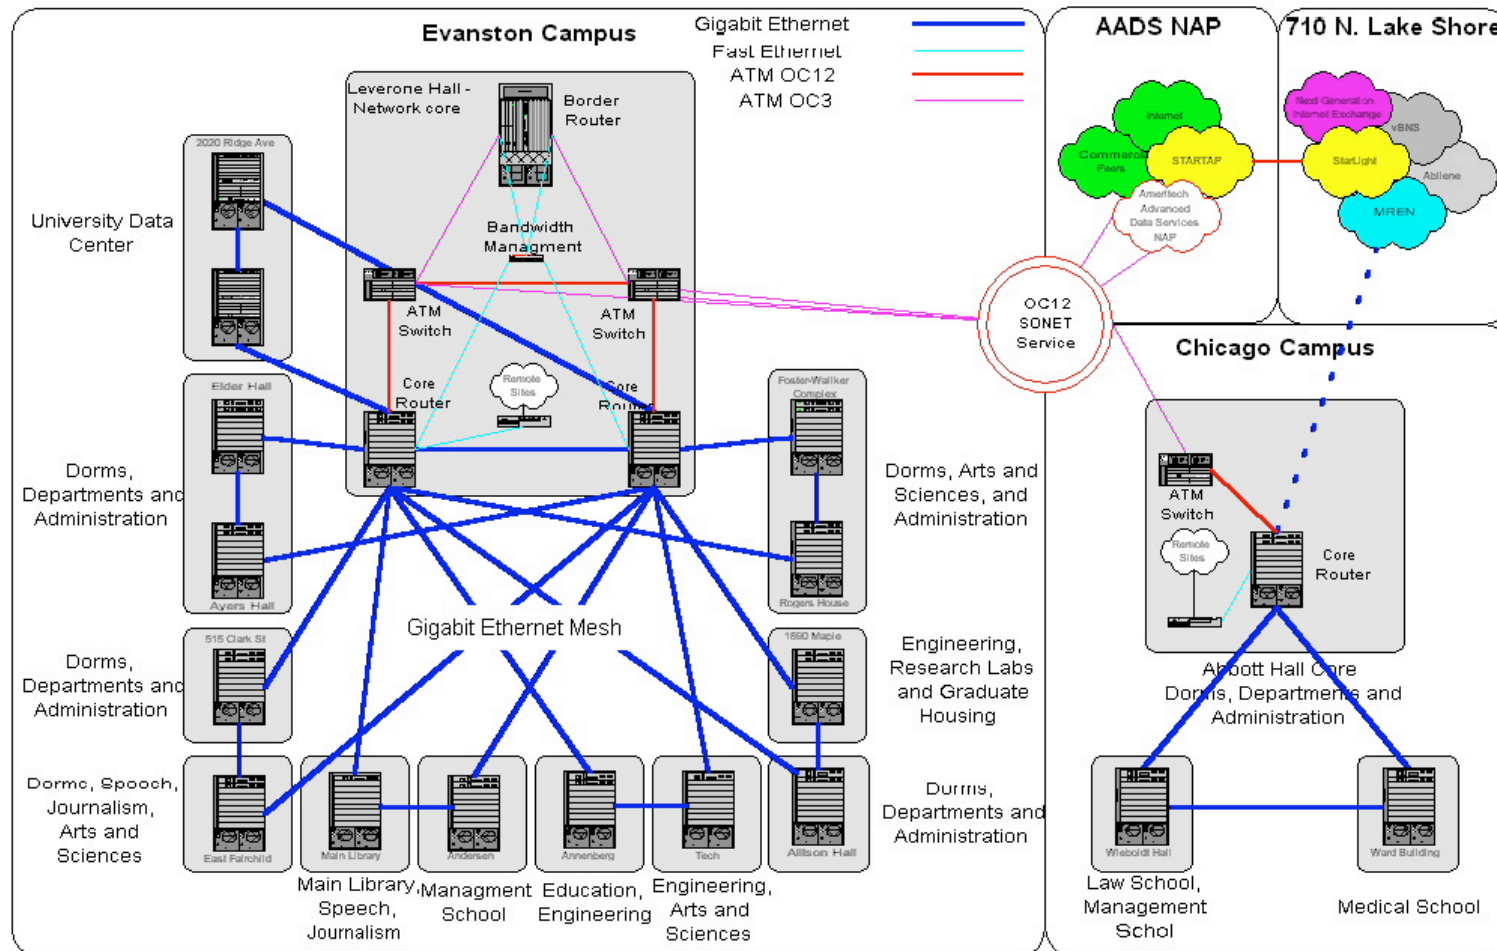 Evanston Campus
Gigabit Ethernet
Fast Ethernet
ATM OC12
ATM OC3
AADS NAP
710 N. Lake Shore
Leverone Hall -
Network core
Border
Router
Internet
Commercial
Peers
STARTAP
Ameritech
Advanced
Data Services
NAP
Next Generation
Internet Exchange
vBNS
StarLight
Abilene
MREN
2020 Ridge Ave
University Data
Center
Bandwidth
Managment
ATM
Switch
ATM
Switch
OC12
SONET
Service
Chicago Campus
Core
Router
Remote
Sites
Core
Router
Elder Hall
Ayers Hall
Dorms,
Departments and
Administration
Foster-Walker
Complex
Rogers House
Dorms, Arts and
Sciences, and
Administration
ATM
Switch
Remote
Sites
Core
Router
Abbott Hall Core
Dorms, Departments and
Administration
Gigabit Ethernet Mesh
515 Clark St
Dorms,
Departments and
Administration
1890 Maple
Engineering,
Research Labs
and Graduate
Housing
Dorms, Speech,
Journalism,
Arts and
Sciences
East Fairchild
Main Library
Andersen
Annenberg
Tech
Allison Hall
Dorms,
Departments and
Administration
Main Library,
Speech,
Journalism
Managment
School
Education,
Engineering
Engineering,
Arts and
Sciences
Wieboldt Hall
Law School,
Management
Schol
Ward Building
Medical School